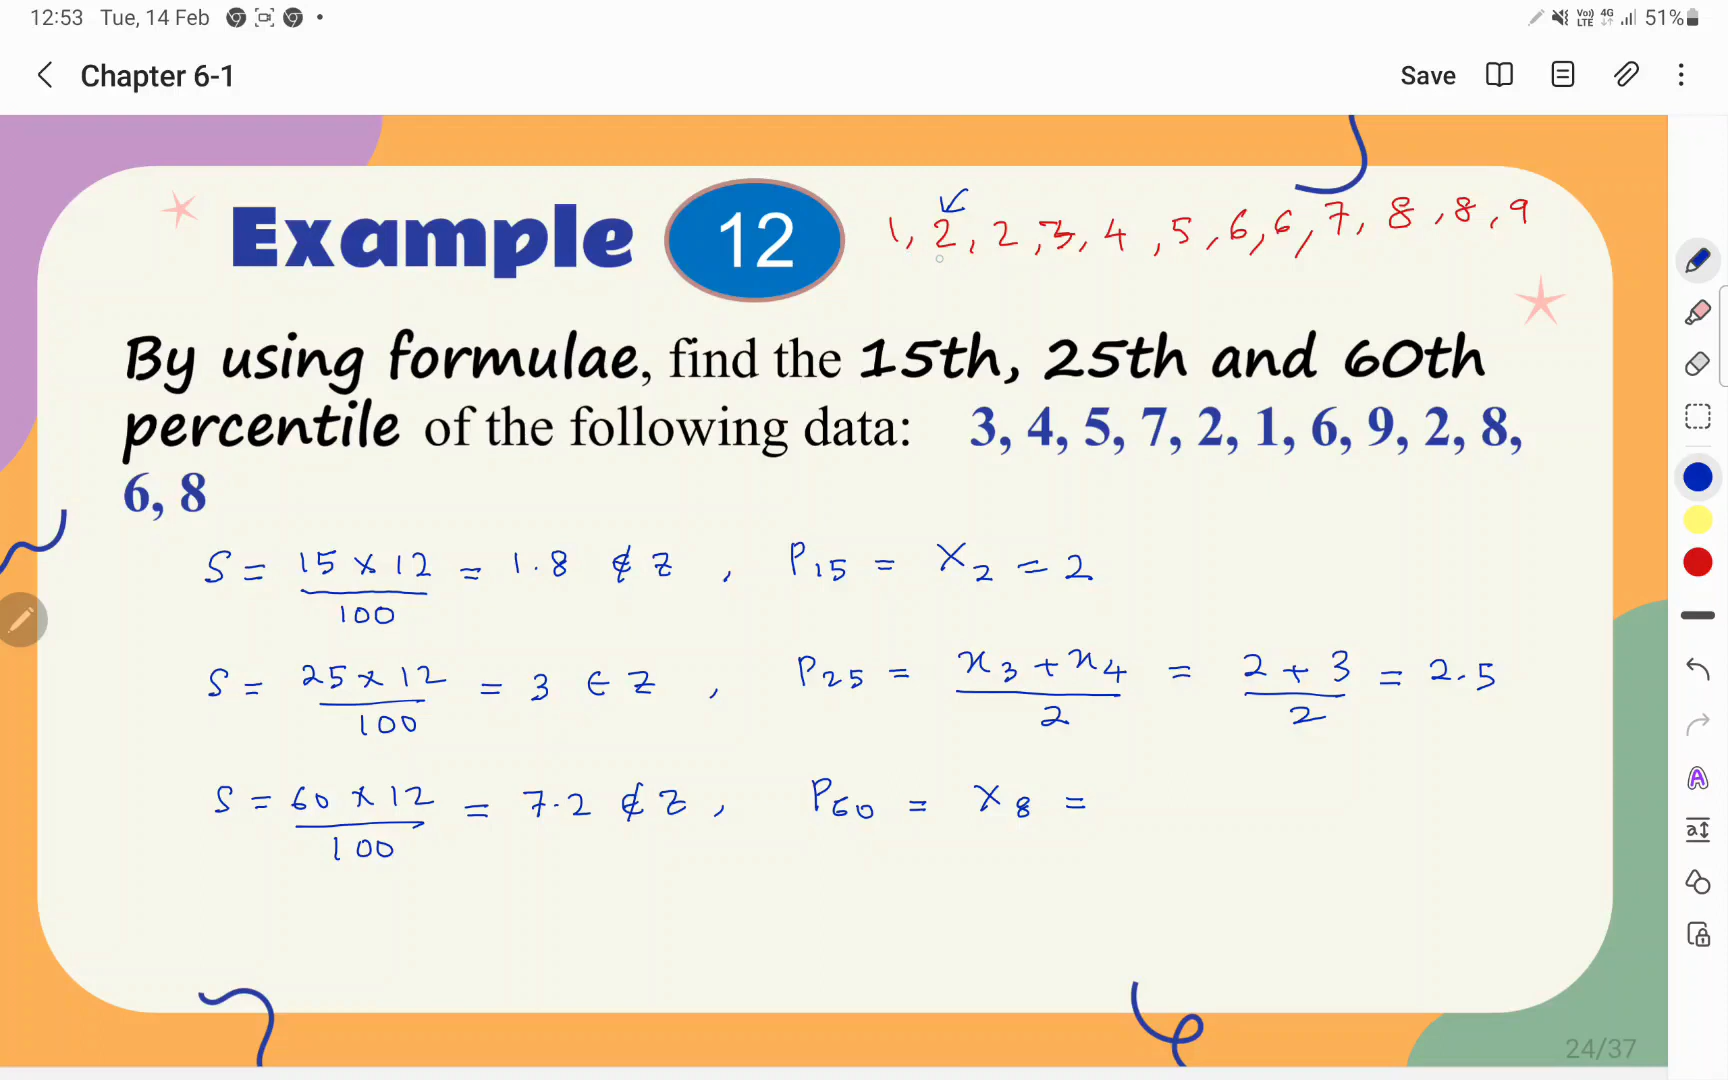 12:53 Tue, 14 Feb • Vo)) LTE 4G 51%
Chapter 6-1 Save
Example 12 1, 2, 2, 3, 4, 5, 6, 6, 7, 8, 8, 9
By using formulae, find the 15th, 25th and 60th
percentile of the following data: 3, 4, 5, 7, 2, 1, 6, 9, 2, 8,
6, 8
S = 15 × 12 / 100 = 1.8 ∉ Z , P15 = X2 = 2
S = 25 × 12 / 100 = 3 ∈ Z , P25 = x3 + x4 / 2 = 2 + 3 / 2 = 2.5
S = 60 × 12 / 100 = 7.2 ∉ Z , P60 = X8 =
24/37
A
a